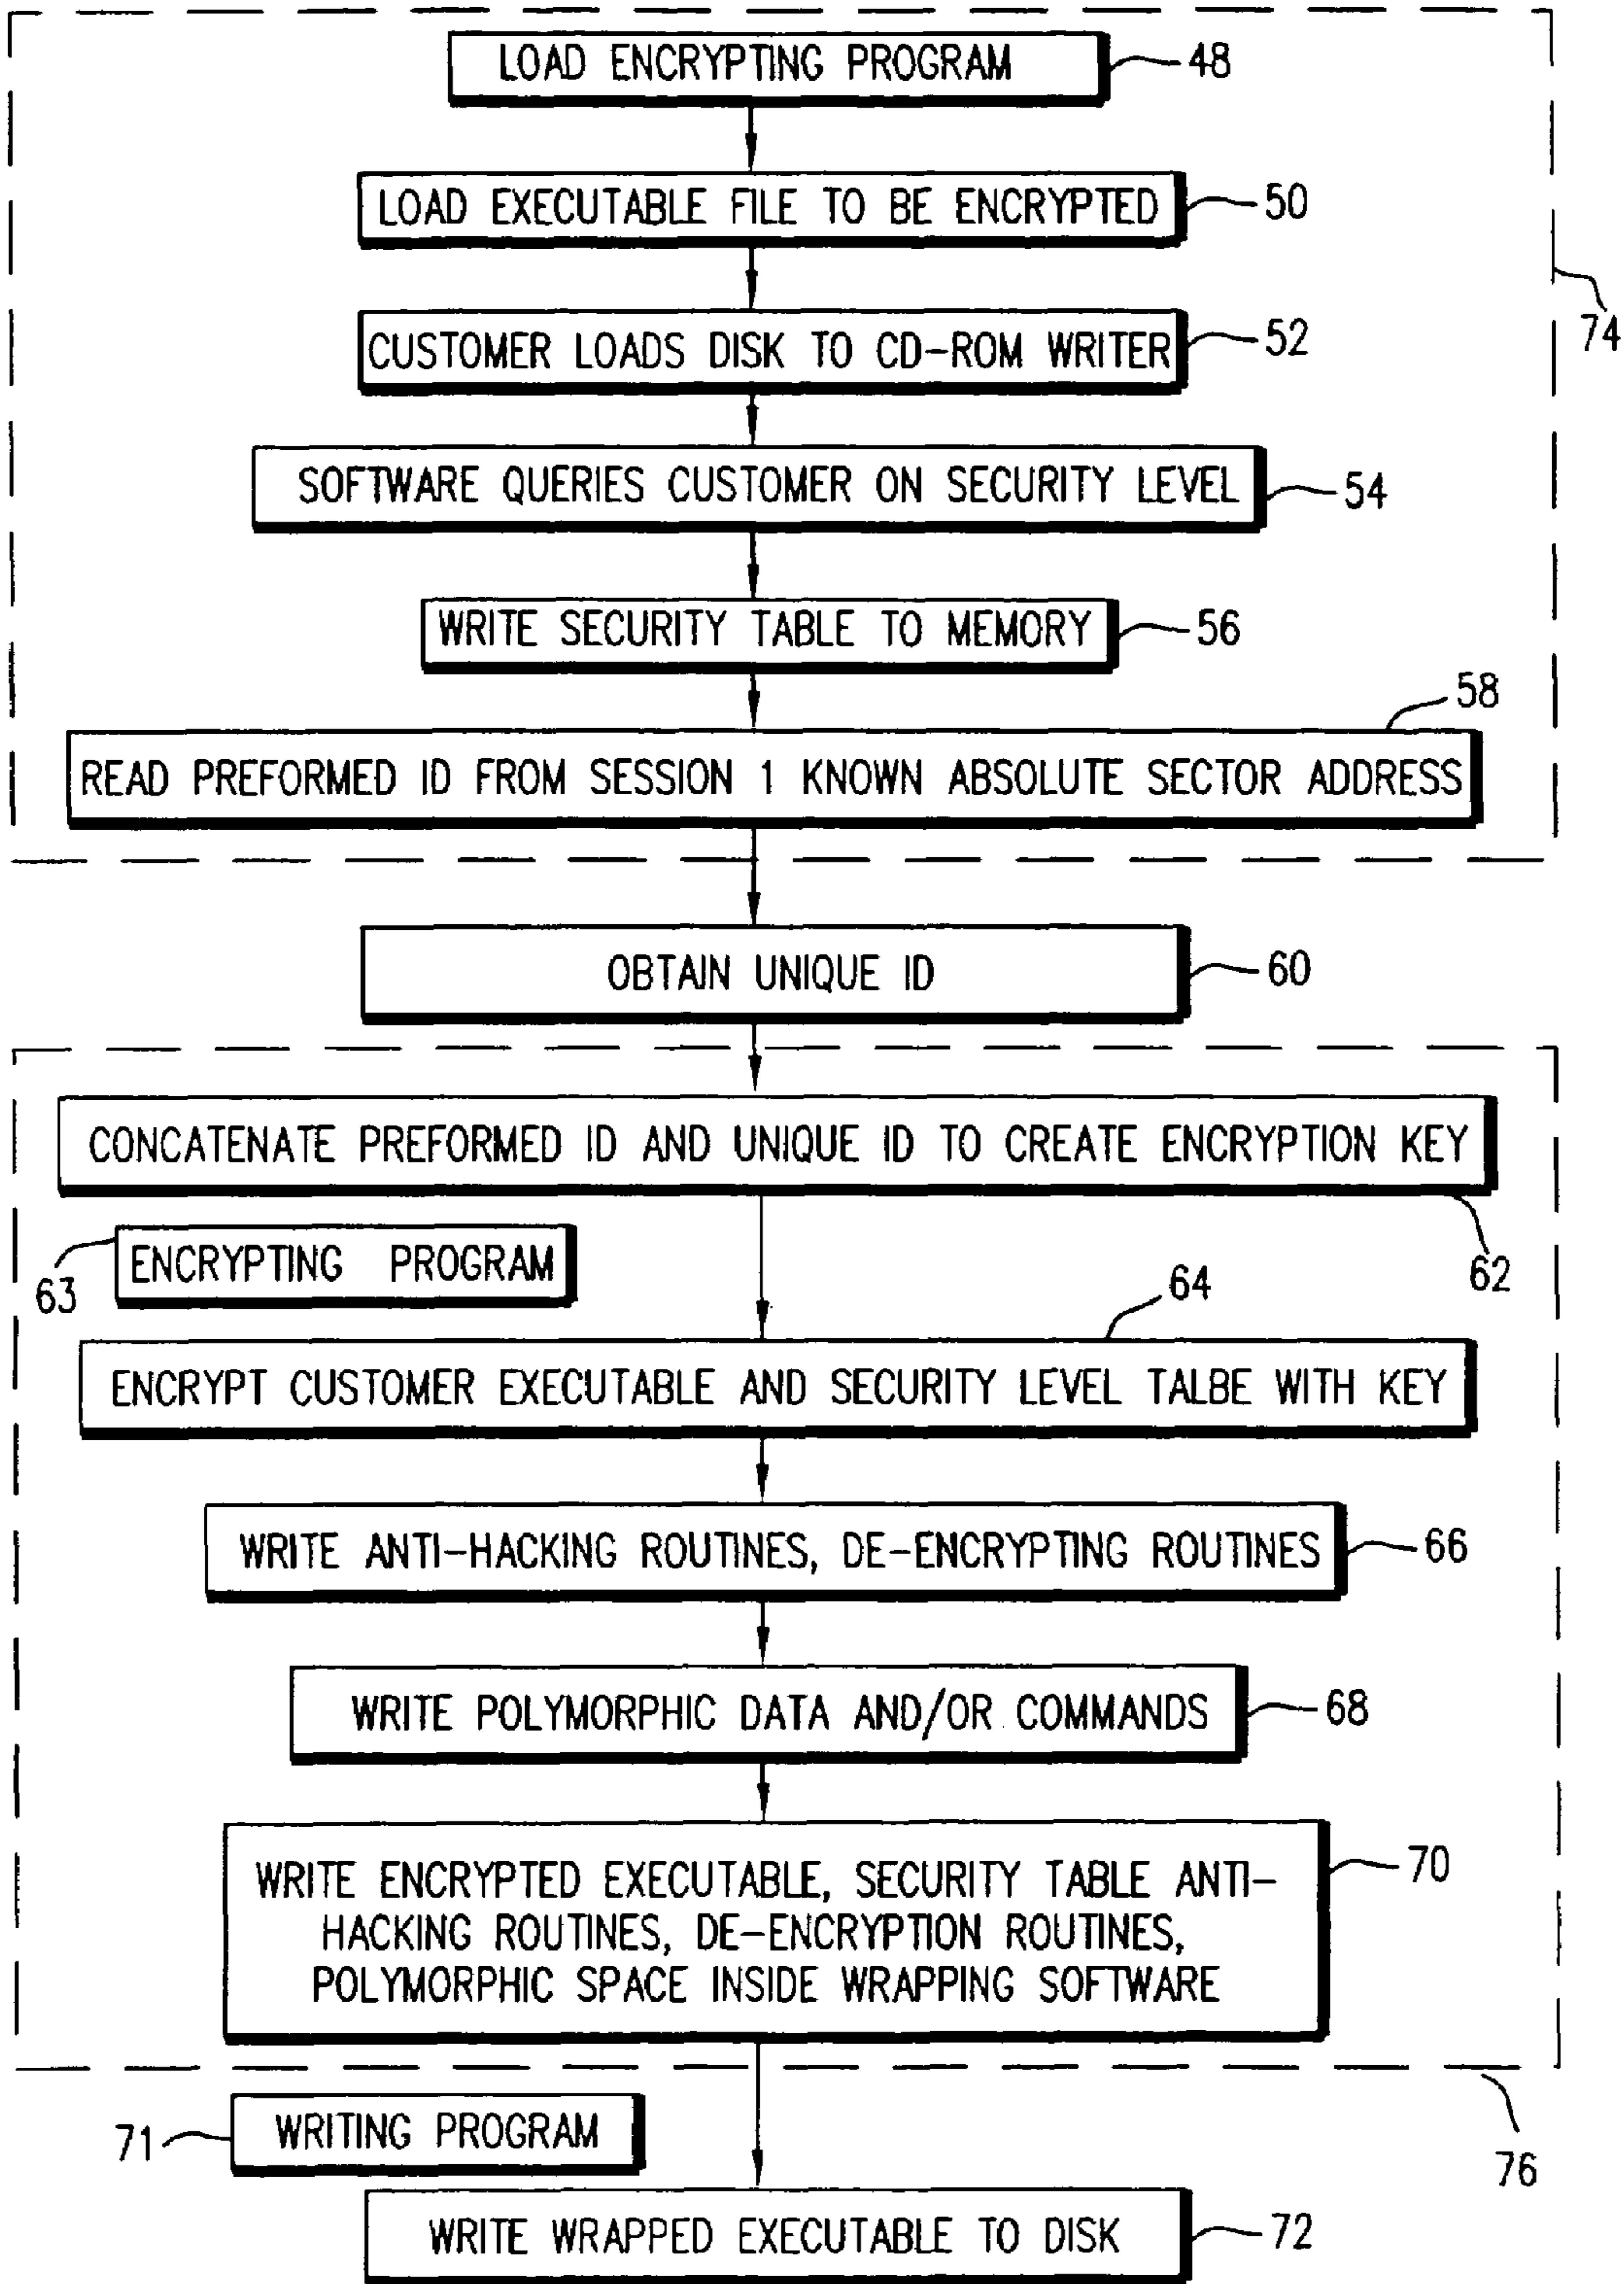 LOAD ENCRYPTING PROGRAM
48
LOAD EXECUTABLE FILE TO BE ENCRYPTED
50
CUSTOMER LOADS DISK TO CD-ROM WRITER
52
74
SOFTWARE QUERIES CUSTOMER ON SECURITY LEVEL
54
WRITE SECURITY TABLE TO MEMORY
56
58
READ PREFORMED ID FROM SESSION 1 KNOWN ABSOLUTE SECTOR ADDRESS
OBTAIN UNIQUE ID
60
CONCATENATE PREFORMED ID AND UNIQUE ID TO CREATE ENCRYPTION KEY
62
63
ENCRYPTING PROGRAM
64
ENCRYPT CUSTOMER EXECUTABLE AND SECURITY LEVEL TALBE WITH KEY
WRITE ANTI-HACKING ROUTINES, DE-ENCRYPTING ROUTINES
66
WRITE POLYMORPHIC DATA AND/OR COMMANDS
68
WRITE ENCRYPTED EXECUTABLE, SECURITY TABLE ANTI-
HACKING ROUTINES, DE-ENCRYPTION ROUTINES,
POLYMORPHIC SPACE INSIDE WRAPPING SOFTWARE
70
71
WRITING PROGRAM
76
WRITE WRAPPED EXECUTABLE TO DISK
72